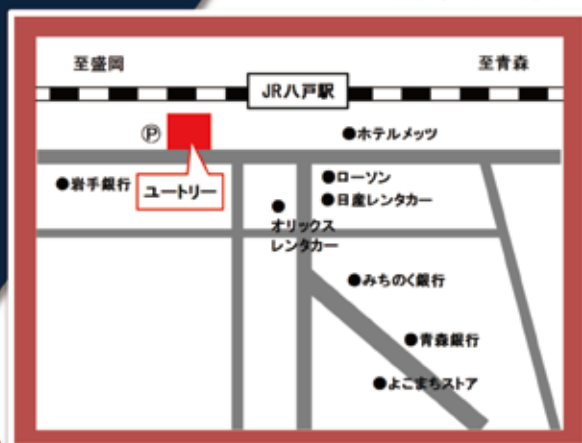 至盛岡
至青森
JR八戸駅
Ⓟ
●ホテルメッツ
●岩手銀行
ユートリー
●ローソン
●日産レンタカー
●
オリックス
レンタカー
●みちのく銀行
●青森銀行
●よこまちストア